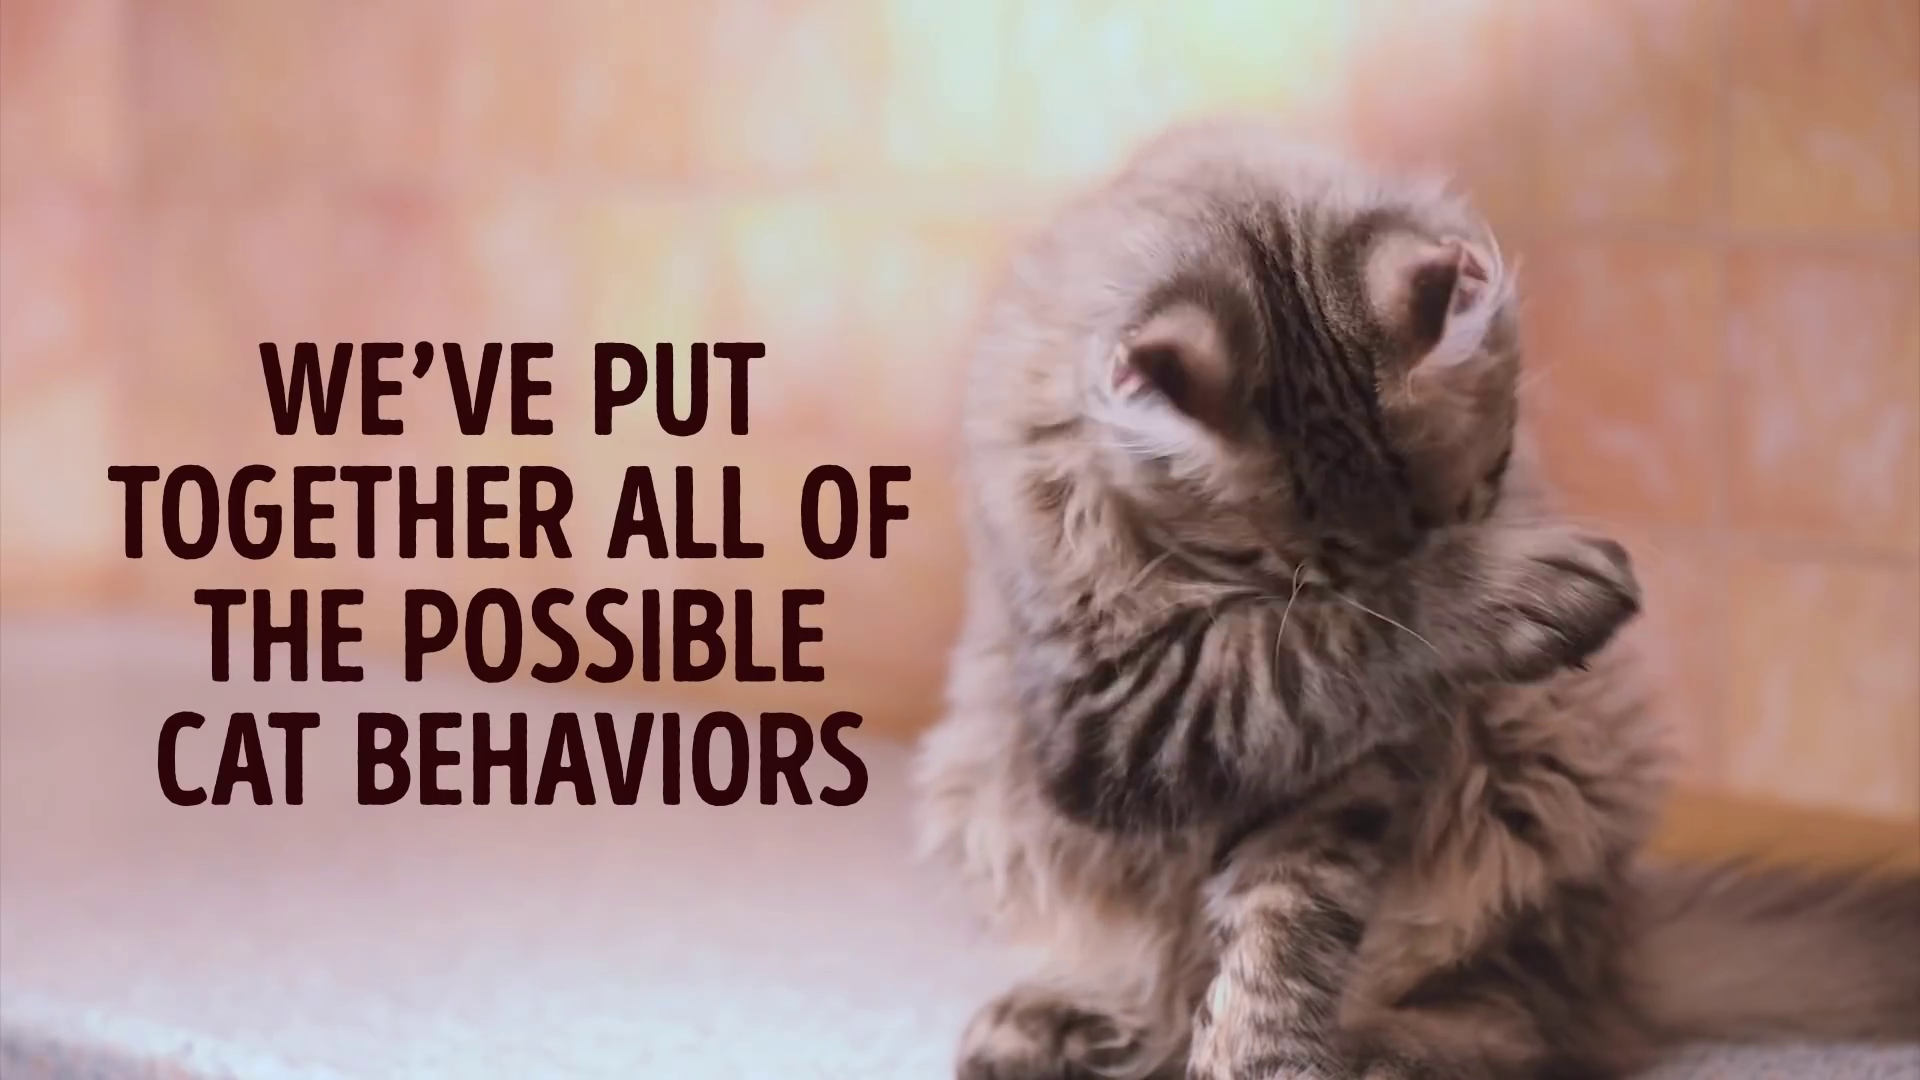 WE’VE PUT
TOGETHER ALL OF
THE POSSIBLE
CAT BEHAVIORS